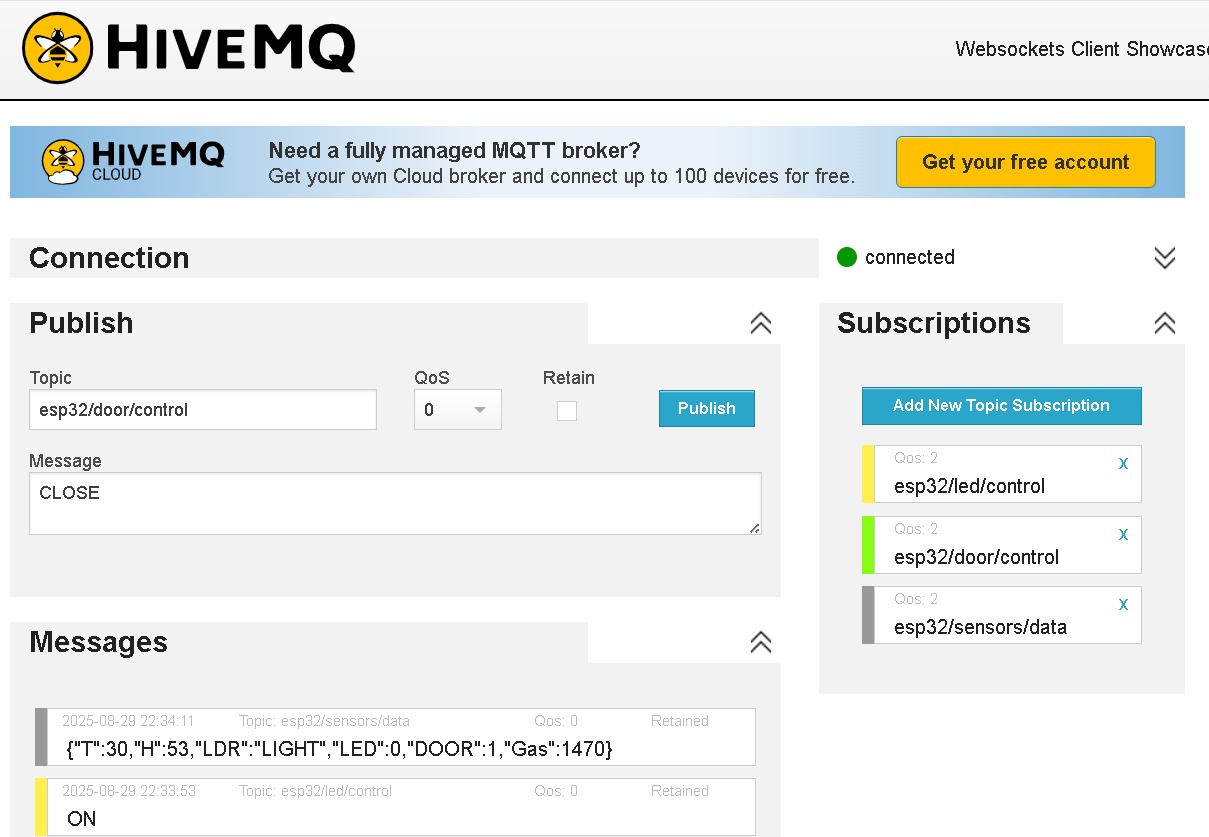 HIVEMQ
Websockets Client Showcase
HIVEMQ
CLOUD
Need a fully managed MQTT broker?
Get your own Cloud broker and connect up to 100 devices for free.
Get your free account
Connection
connected
Publish
Topic
QoS
Retain
esp32/door/control
0
Publish
Message
CLOSE
Subscriptions
Add New Topic Subscription
Qos: 2
x
esp32/led/control
Qos: 2
x
esp32/door/control
Qos: 2
x
esp32/sensors/data
Messages
2025-08-29 22:34:11 Topic: esp32/sensors/data Qos: 0 Retained
{"T":30,"H":53,"LDR":"LIGHT","LED":0,"DOOR":1,"Gas":1470}
2025-08-29 22:33:53 Topic: esp32/led/control Qos: 0 Retained
ON